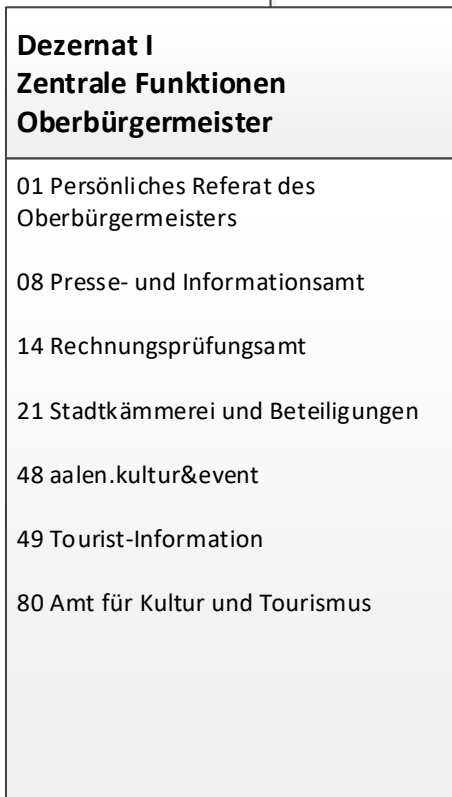 Dezernat I
Zentrale Funktionen
Oberbürgermeister
01 Persönliches Referat des
Oberbürgermeisters
08 Presse- und Informationsamt
14 Rechnungsprüfungsamt
21 Stadtkämmerei und Beteiligungen
48 aalen.kultur&event
49 Tourist-Information
80 Amt für Kultur und Tourismus